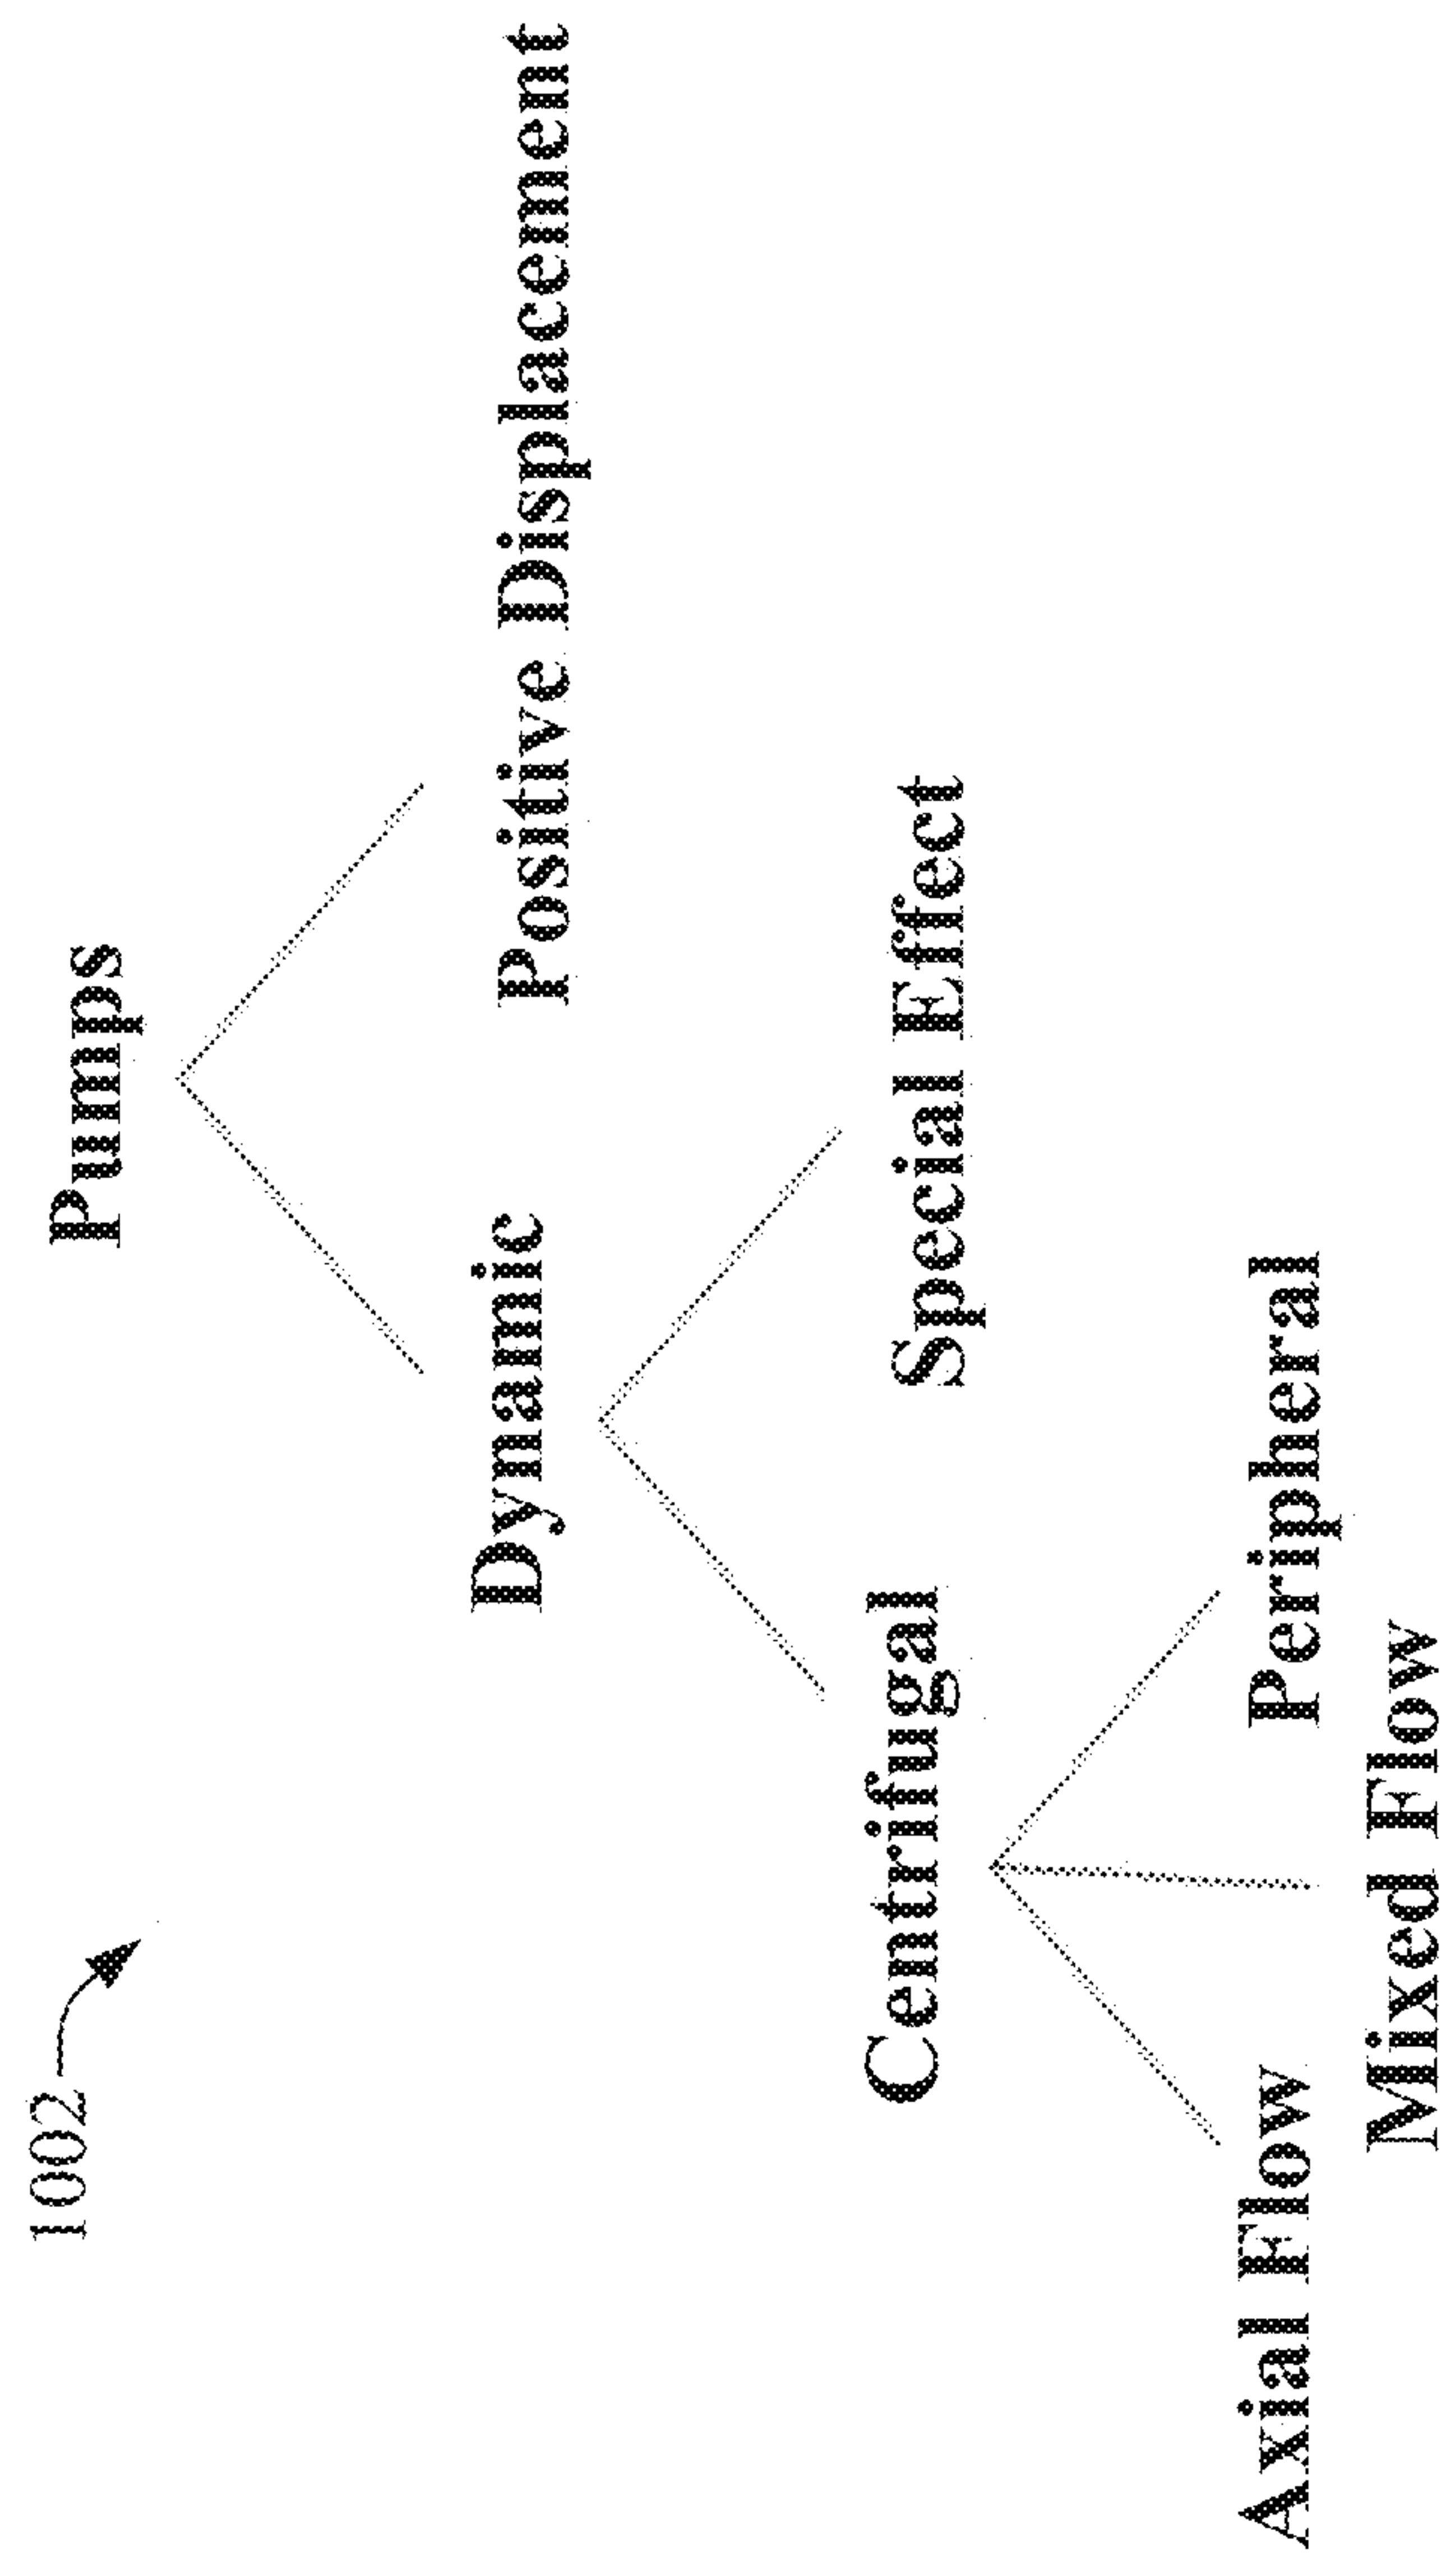 1002
Pumps
Dynamic
Positive Displacement
Centrifugal
Special Effect
Axial Flow
Peripheral
Mixed Flow